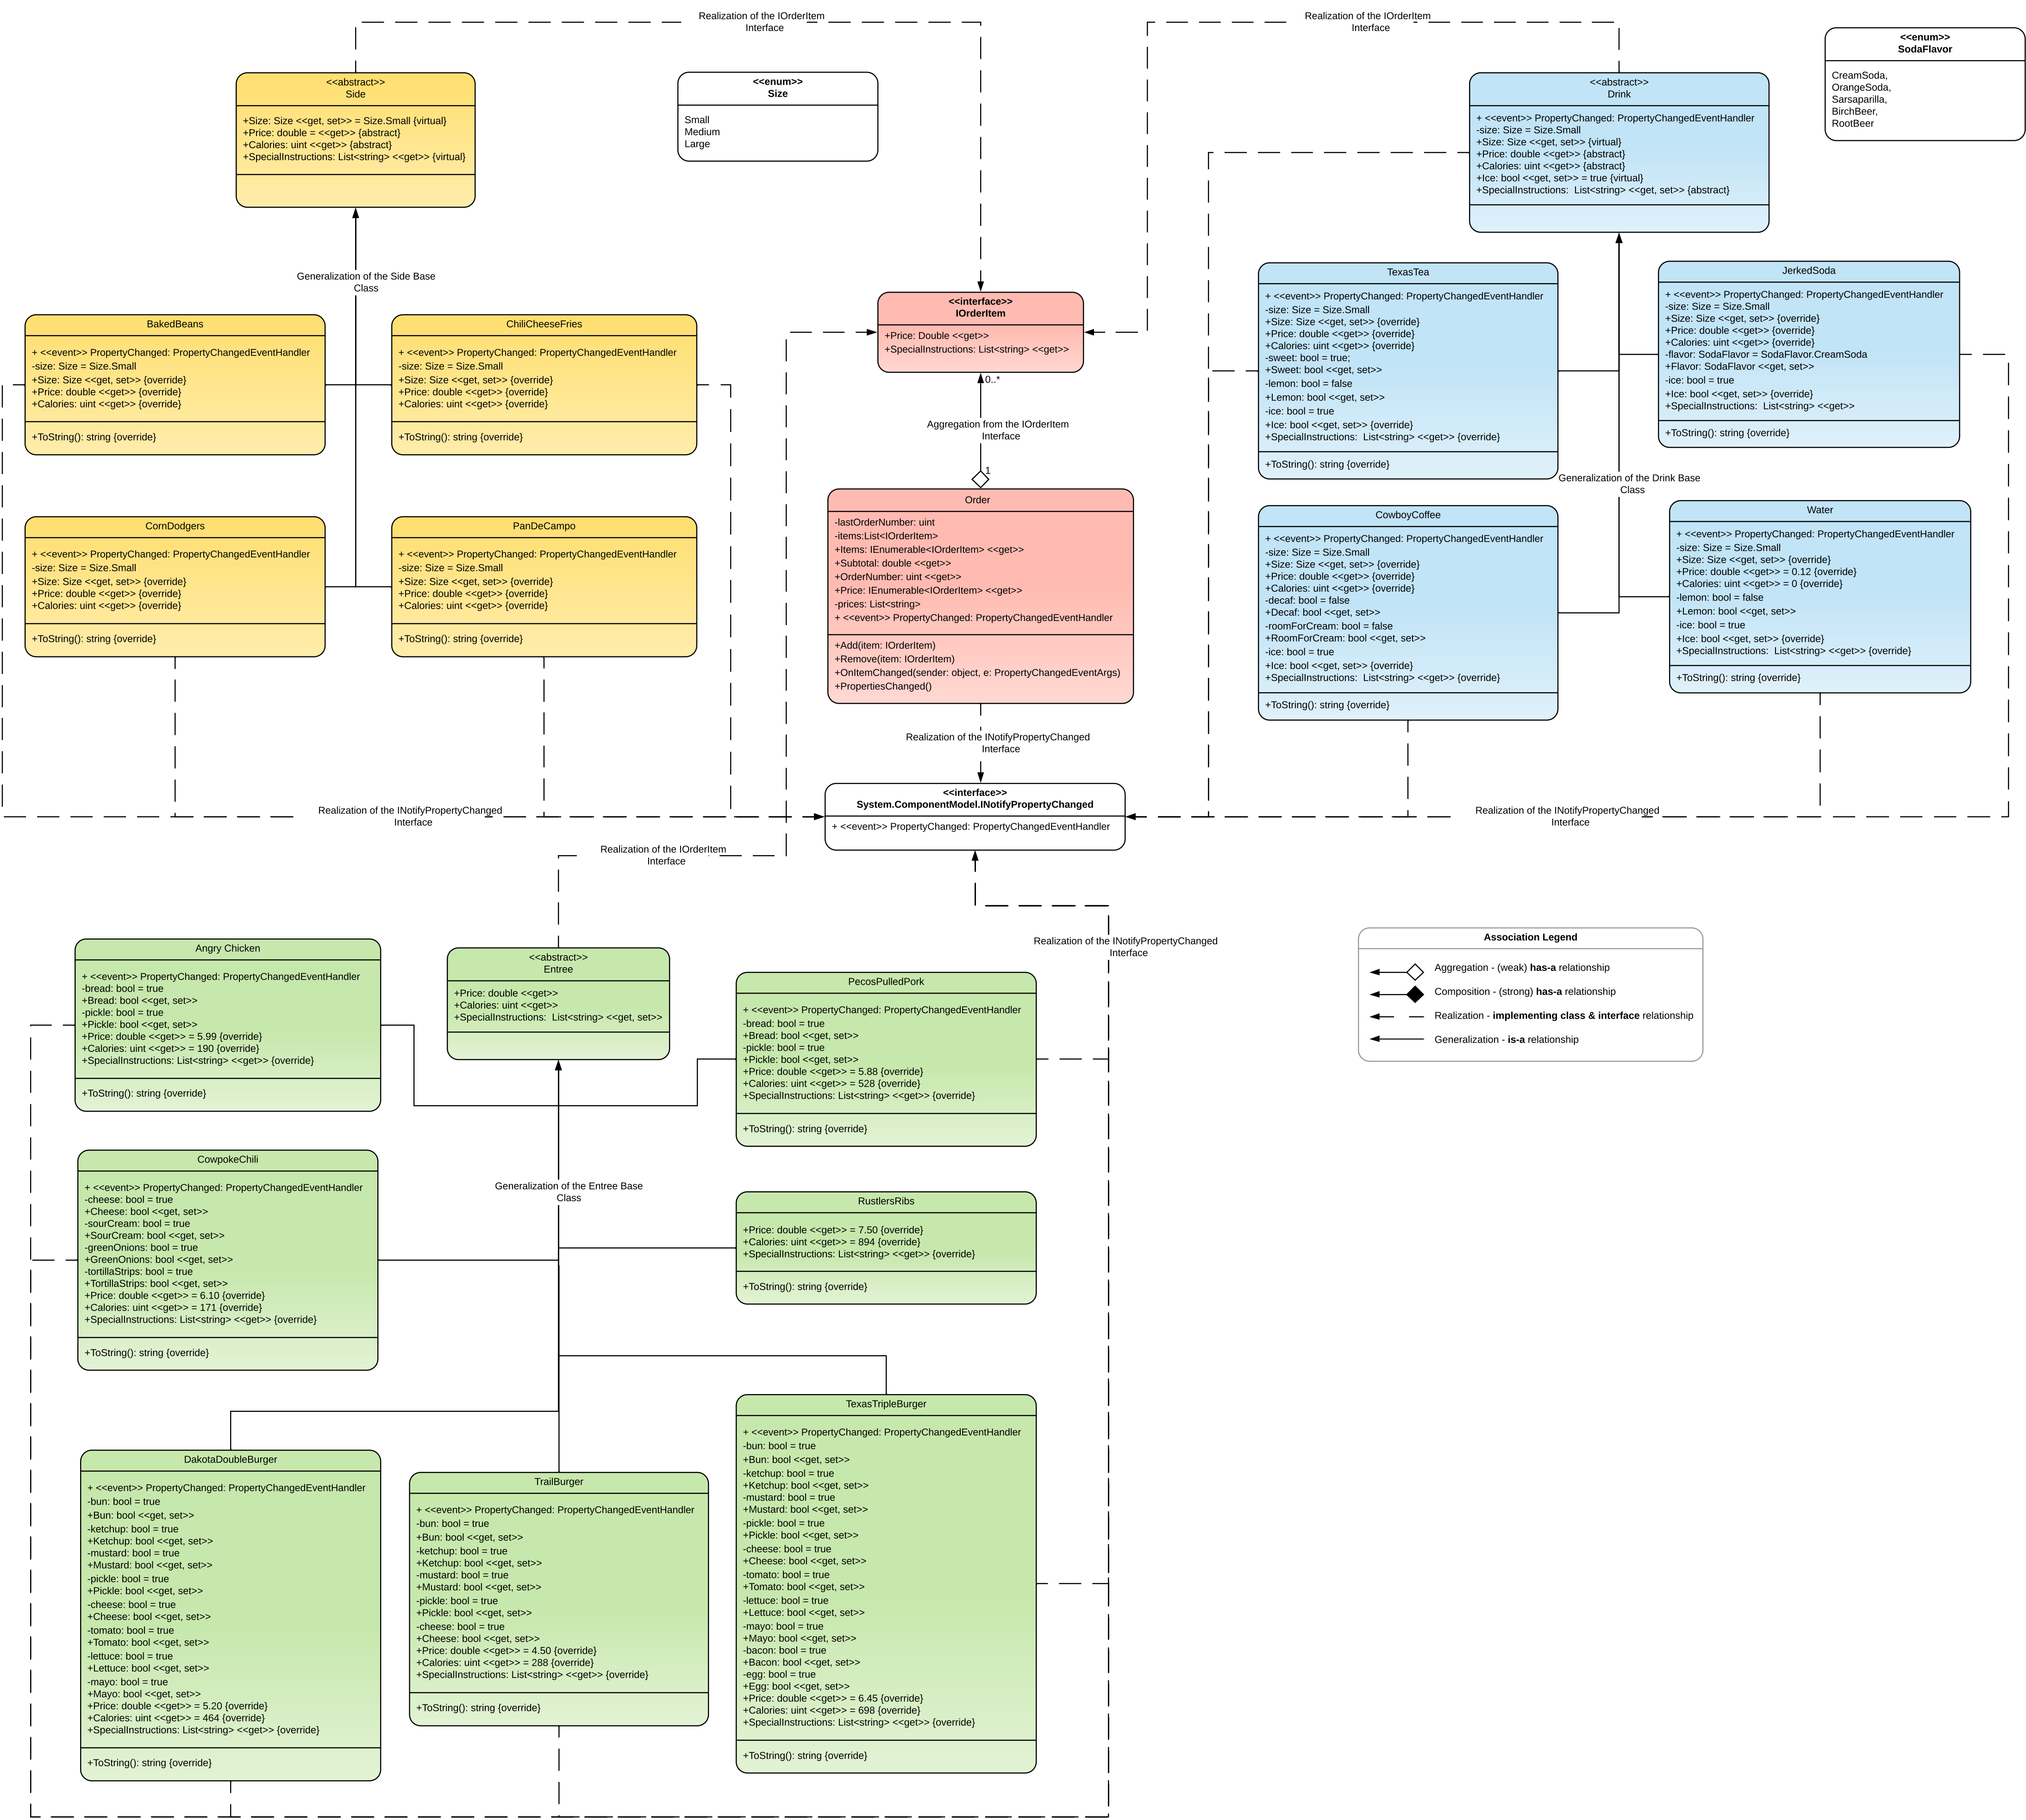 Realization of the IOrderItem
Interface
Realization of the IOrderItem
Interface
<<enum>>
SodaFlavor
CreamSoda,
OrangeSoda,
Sarsaparilla,
BirchBeer,
RootBeer
<<abstract>>
Side
+Size: Size <<get, set>> = Size.Small {virtual}
+Price: double = <<get>> {abstract}
+Calories: uint <<get>> {abstract}
+SpecialInstructions: List<string> <<get>> {virtual}
<<enum>>
Size
Small
Medium
Large
<<abstract>>
Drink
+ <<event>> PropertyChanged: PropertyChangedEventHandler
-size: Size = Size.Small
+Size: Size <<get, set>> {virtual}
+Price: double <<get>> {abstract}
+Calories: uint <<get>> {abstract}
+Ice: bool <<get, set>> = true {virtual}
+SpecialInstructions:  List<string> <<get, set>> {abstract}
Generalization of the Side Base
Class
BakedBeans
+ <<event>> PropertyChanged: PropertyChangedEventHandler
-size: Size = Size.Small
+Size: Size <<get, set>> {override}
+Price: double <<get>> {override}
+Calories: uint <<get>> {override}
+ToString(): string {override}
ChiliCheeseFries
+ <<event>> PropertyChanged: PropertyChangedEventHandler
-size: Size = Size.Small
+Size: Size <<get, set>> {override}
+Price: double <<get>> {override}
+Calories: uint <<get>> {override}
+ToString(): string {override}
<<interface>>
IOrderItem
+Price: Double <<get>>
+SpecialInstructions: List<string> <<get>>
0..*
Aggregation from the IOrderItem
Interface
1
TexasTea
+ <<event>> PropertyChanged: PropertyChangedEventHandler
-size: Size = Size.Small
+Size: Size <<get, set>> {override}
+Price: double <<get>> {override}
+Calories: uint <<get>> {override}
-sweet: bool = true;
+Sweet: bool <<get, set>>
-lemon: bool = false
+Lemon: bool <<get, set>>
-ice: bool = true
+Ice: bool <<get, set>> {override}
+SpecialInstructions:  List<string> <<get>> {override}
+ToString(): string {override}
JerkedSoda
+ <<event>> PropertyChanged: PropertyChangedEventHandler
-size: Size = Size.Small
+Size: Size <<get, set>> {override}
+Price: double <<get>> {override}
+Calories: uint <<get>> {override}
-flavor: SodaFlavor = SodaFlavor.CreamSoda
+Flavor: SodaFlavor <<get, set>>
-ice: bool = true
+Ice: bool <<get, set>> {override}
+SpecialInstructions:  List<string> <<get>>
+ToString(): string {override}
Generalization of the Drink Base
Class
CornDodgers
+ <<event>> PropertyChanged: PropertyChangedEventHandler
-size: Size = Size.Small
+Size: Size <<get, set>> {override}
+Price: double <<get>> {override}
+Calories: uint <<get>> {override}
+ToString(): string {override}
PanDeCampo
+ <<event>> PropertyChanged: PropertyChangedEventHandler
-size: Size = Size.Small
+Size: Size <<get, set>> {override}
+Price: double <<get>> {override}
+Calories: uint <<get>> {override}
+ToString(): string {override}
Order
-lastOrderNumber: uint
-items:List<IOrderItem>
+Items: IEnumerable<IOrderItem> <<get>>
+Subtotal: double <<get>>
+OrderNumber: uint <<get>>
+Price: IEnumerable<IOrderItem> <<get>>
-prices: List<string>
+ <<event>> PropertyChanged: PropertyChangedEventHandler
+Add(item: IOrderItem)
+Remove(item: IOrderItem)
+OnItemChanged(sender: object, e: PropertyChangedEventArgs)
+PropertiesChanged()
CowboyCoffee
+ <<event>> PropertyChanged: PropertyChangedEventHandler
-size: Size = Size.Small
+Size: Size <<get, set>> {override}
+Price: double <<get>> {override}
+Calories: uint <<get>> {override}
-decaf: bool = false
+Decaf: bool <<get, set>>
-roomForCream: bool = false
+RoomForCream: bool <<get, set>>
-ice: bool = true
+Ice: bool <<get, set>> {override}
+SpecialInstructions:  List<string> <<get>> {override}
+ToString(): string {override}
Water
+ <<event>> PropertyChanged: PropertyChangedEventHandler
-size: Size = Size.Small
+Size: Size <<get, set>> {override}
+Price: double <<get>> = 0.12 {override}
+Calories: uint <<get>> = 0 {override}
-lemon: bool = false
+Lemon: bool <<get, set>>
-ice: bool = true
+Ice: bool <<get, set>> {override}
+SpecialInstructions:  List<string> <<get>> {override}
+ToString(): string {override}
Realization of the INotifyPropertyChanged
Interface
Realization of the INotifyPropertyChanged
Interface
<<interface>>
System.ComponentModel.INotifyPropertyChanged
+ <<event>> PropertyChanged: PropertyChangedEventHandler
Realization of the INotifyPropertyChanged
Interface
Realization of the IOrderItem
Interface
Realization of the INotifyPropertyChanged
Interface
Angry Chicken
+ <<event>> PropertyChanged: PropertyChangedEventHandler
-bread: bool = true
+Bread: bool <<get, set>>
-pickle: bool = true
+Pickle: bool <<get, set>>
+Price: double <<get>> = 5.99 {override}
+Calories: uint <<get>> = 190 {override}
+SpecialInstructions: List<string> <<get>> {override}
+ToString(): string {override}
<<abstract>>
Entree
+Price: double <<get>>
+Calories: uint <<get>>
+SpecialInstructions:  List<string> <<get, set>>
PecosPulledPork
+ <<event>> PropertyChanged: PropertyChangedEventHandler
-bread: bool = true
+Bread: bool <<get, set>>
-pickle: bool = true
+Pickle: bool <<get, set>>
+Price: double <<get>> = 5.88 {override}
+Calories: uint <<get>> = 528 {override}
+SpecialInstructions: List<string> <<get>> {override}
+ToString(): string {override}
Association Legend
Aggregation - (weak) has-a relationship
Composition - (strong) has-a relationship
Realization - implementing class & interface relationship
Generalization - is-a relationship
CowpokeChili
+ <<event>> PropertyChanged: PropertyChangedEventHandler
-cheese: bool = true
+Cheese: bool <<get, set>>
-sourCream: bool = true
+SourCream: bool <<get, set>>
-greenOnions: bool = true
+GreenOnions: bool <<get, set>>
-tortillaStrips: bool = true
+TortillaStrips: bool <<get, set>>
+Price: double <<get>> = 6.10 {override}
+Calories: uint <<get>> = 171 {override}
+SpecialInstructions: List<string> <<get>> {override}
+ToString(): string {override}
Generalization of the Entree Base
Class
RustlersRibs
+Price: double <<get>> = 7.50 {override}
+Calories: uint <<get>> = 894 {override}
+SpecialInstructions: List<string> <<get>> {override}
+ToString(): string {override}
DakotaDoubleBurger
+ <<event>> PropertyChanged: PropertyChangedEventHandler
-bun: bool = true
+Bun: bool <<get, set>>
-ketchup: bool = true
+Ketchup: bool <<get, set>>
-mustard: bool = true
+Mustard: bool <<get, set>>
-pickle: bool = true
+Pickle: bool <<get, set>>
-cheese: bool = true
+Cheese: bool <<get, set>>
-tomato: bool = true
+Tomato: bool <<get, set>>
-lettuce: bool = true
+Lettuce: bool <<get, set>>
-mayo: bool = true
+Mayo: bool <<get, set>>
+Price: double <<get>> = 5.20 {override}
+Calories: uint <<get>> = 464 {override}
+SpecialInstructions: List<string> <<get>> {override}
+ToString(): string {override}
TrailBurger
+ <<event>> PropertyChanged: PropertyChangedEventHandler
-bun: bool = true
+Bun: bool <<get, set>>
-ketchup: bool = true
+Ketchup: bool <<get, set>>
-mustard: bool = true
+Mustard: bool <<get, set>>
-pickle: bool = true
+Pickle: bool <<get, set>>
-cheese: bool = true
+Cheese: bool <<get, set>>
+Price: double <<get>> = 4.50 {override}
+Calories: uint <<get>> = 288 {override}
+SpecialInstructions: List<string> <<get>> {override}
+ToString(): string {override}
TexasTripleBurger
+ <<event>> PropertyChanged: PropertyChangedEventHandler
-bun: bool = true
+Bun: bool <<get, set>>
-ketchup: bool = true
+Ketchup: bool <<get, set>>
-mustard: bool = true
+Mustard: bool <<get, set>>
-pickle: bool = true
+Pickle: bool <<get, set>>
-cheese: bool = true
+Cheese: bool <<get, set>>
-tomato: bool = true
+Tomato: bool <<get, set>>
-lettuce: bool = true
+Lettuce: bool <<get, set>>
-mayo: bool = true
+Mayo: bool <<get, set>>
-bacon: bool = true
+Bacon: bool <<get, set>>
-egg: bool = true
+Egg: bool <<get, set>>
+Price: double <<get>> = 6.45 {override}
+Calories: uint <<get>> = 698 {override}
+SpecialInstructions: List<string> <<get>> {override}
+ToString(): string {override}